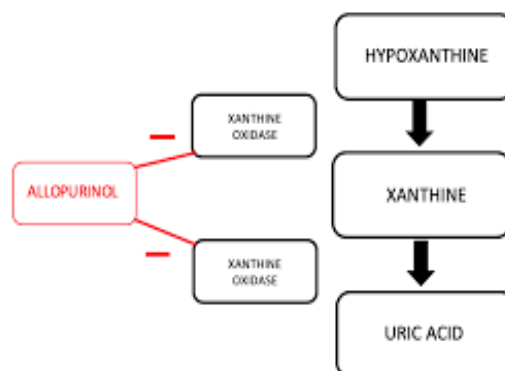 HYPOXANTHINE
XANTHINE
OXIDASE
ALLOPURINOL
XANTHINE
XANTHINE
OXIDASE
URIC ACID